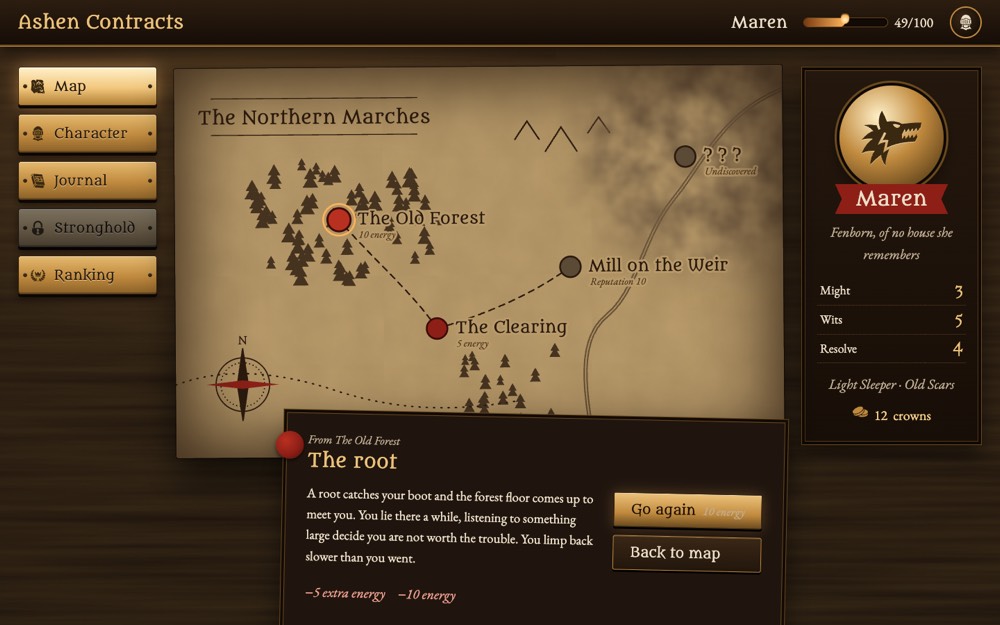 Ashen Contracts
Maren
49/100
Map
Character
Journal
Stronghold
Ranking
The Northern Marches
? ? ?
Undiscovered
The Old Forest
10 energy
Mill on the Weir
Reputation 10
The Clearing
5 energy
N
From The Old Forest
The root
A root catches your boot and the forest floor comes up to
meet you. You lie there a while, listening to something
large decide you are not worth the trouble. You limp back
slower than you went.
−5 extra energy −10 energy
Go again 10 energy
Back to map
Maren
Fenborn, of no house she
remembers
Might 3
Wits 5
Resolve 4
Light Sleeper · Old Scars
12 crowns